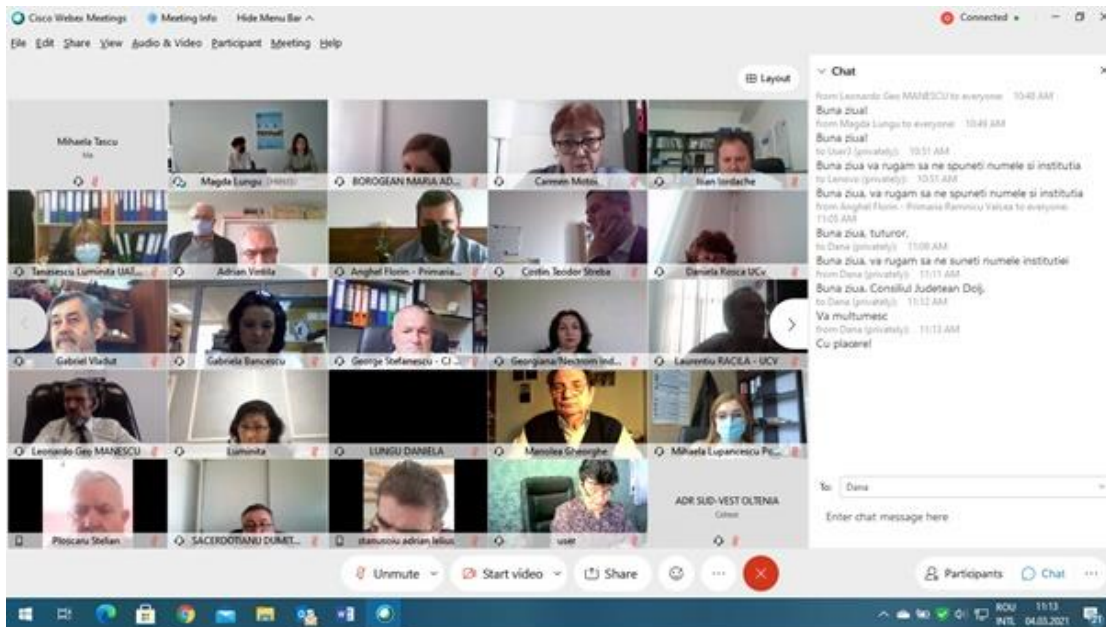 Cisco Webex Meetings Meeting Info Hide Menu Bar
Connected
File Edit Share View Audio & Video Participant Meeting Help
Layout
Mihaela Tascu
Me
Magda Lungu (Host)
BOROGEAN MARIA AD...
Carmen Motoi
Ioan Iordache
Tanasescu Luminita UAT...
Adrian Vintila
Anghel Florin - Primaria...
Costin Teodor Streba
Daniela Rosca UCv
Gabriel Vladut
Gabriela Bancescu
George Stefanescu - CJ ...
Georgiana/Nestrom Ind...
Laurentiu RACILA - UCV
Leonardo Geo MANESCU
Luminita
LUNGU DANIELA
Manolea Gheorghe
Mihaela Lupancescu Po...
Ploscaru Stelian
SACERDOTIANU DUMIT...
stanusoiu adrian lelius
user
ADR SUD-VEST OLTENIA
Cohost
Chat
from Leonardo Geo MANESCU to everyone: 10:48 AM
Buna ziua!
from Magda Lungu to everyone: 10:49 AM
Buna ziua!
to User3 (privately): 10:51 AM
Buna ziua va rugam sa ne spuneti numele si institutia
to Lenovo (privately): 10:51 AM
Buna ziua, va rugam sa ne spuneti numele si institutia
from Anghel Florin - Primaria Ramnicu Valcea to everyone:
11:05 AM
Buna ziua, tuturor,
to Dana (privately): 11:08 AM
Buna ziua, va rugam sa ne suneti numele institutiei
from Dana (privately): 11:11 AM
Buna ziua. Consiliul Judetean Dolj.
to Dana (privately): 11:12 AM
Va multumesc
from Dana (privately): 11:13 AM
Cu placere!
To: Dana
Enter chat message here
Unmute Start video Share
Participants Chat
ROU 11:13
INTL 04.03.2021